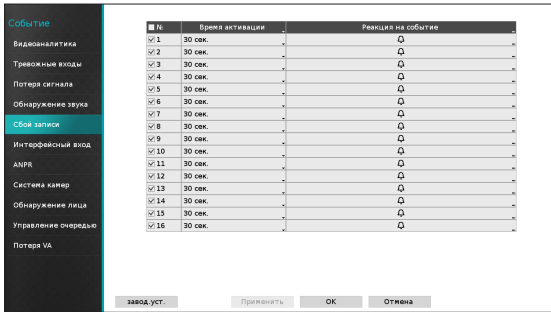 Событие
Видеоаналитика
Тревожные входы
Потеря сигнала
Обнаружение звука
Сбой записи
Интерфейсный вход
ANPR
Система камер
Обнаружение лица
Управление очередью
Потеря VA
№ Время активации Реакция на событие
1 30 сек.
2 30 сек.
3 30 сек.
4 30 сек.
5 30 сек.
6 30 сек.
7 30 сек.
8 30 сек.
9 30 сек.
10 30 сек.
11 30 сек.
12 30 сек.
13 30 сек.
14 30 сек.
15 30 сек.
16 30 сек.
завод.уст. Применить OK Отмена